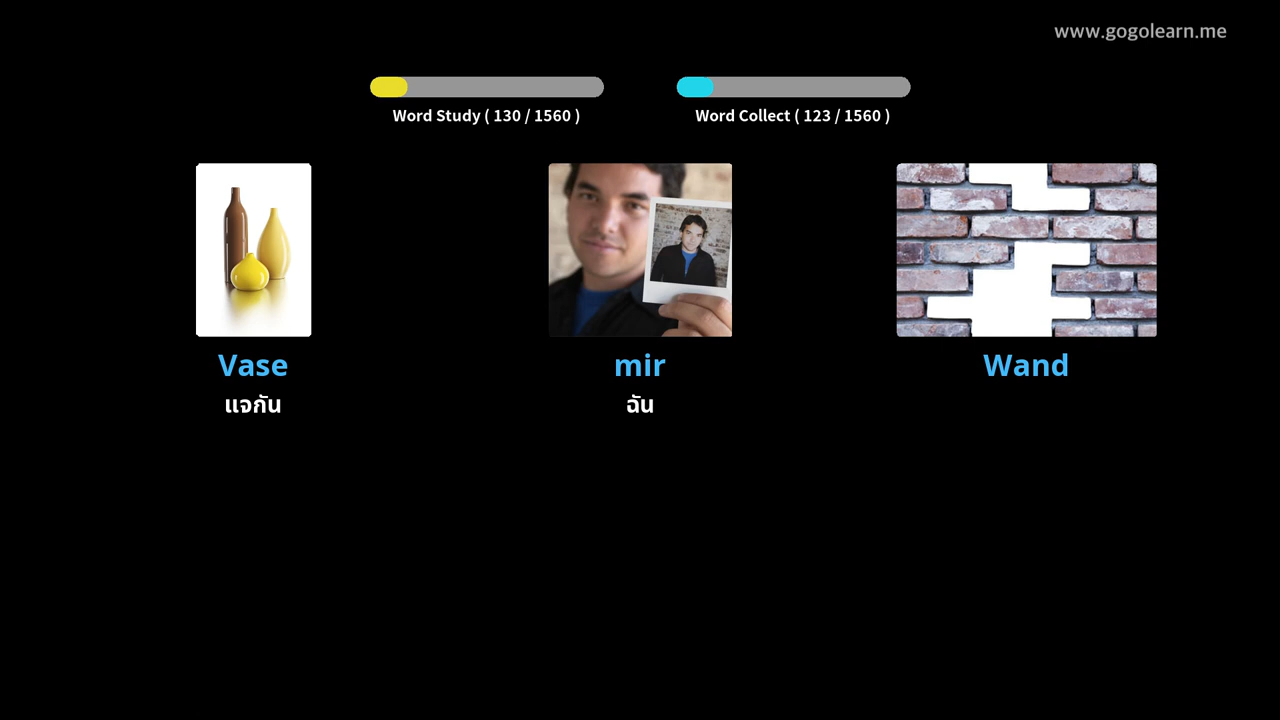 www.gogolearn.me
Word Study ( 130 / 1560 )
Word Collect ( 123 / 1560 )
Vase
mir
Wand
แจกัน
ฉัน